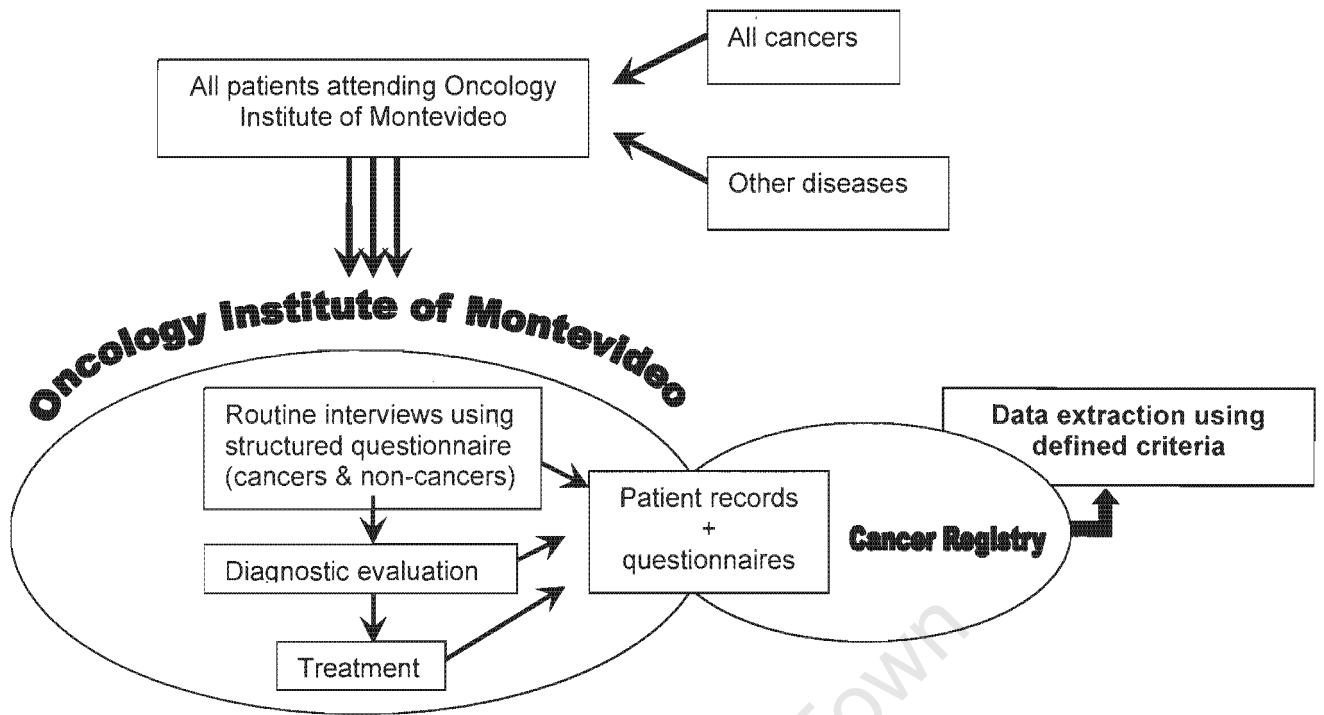 All cancers
All patients attending Oncology
Institute of Montevideo
Other diseases
Oncology Institute of Montevideo
Routine interviews using
structured questionnaire
(cancers & non-cancers)
Data extraction using
defined criteria
Patient records
+
questionnaires
Cancer Registry
Diagnostic evaluation
Treatment
Town